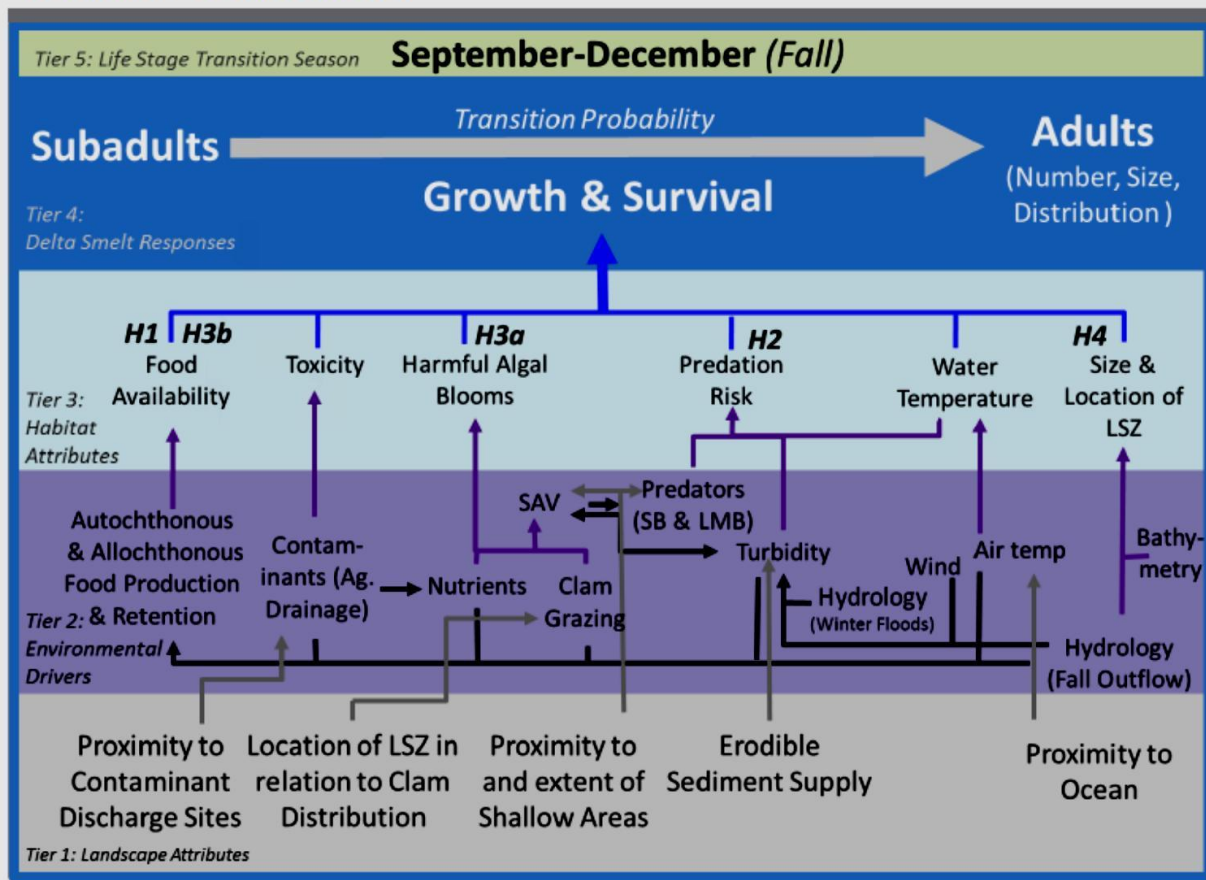 Tier 5: Life Stage Transition Season September-December (Fall)
Transition Probability
Subadults
Adults
(Number, Size,
Distribution )
Growth & Survival
Tier 4:
Delta Smelt Responses
H1 H3b
Food
Availability
Toxicity
H3a
Harmful Algal
Blooms
H2
Predation
Risk
Water
Temperature
H4
Size &
Location of
LSZ
Tier 3:
Habitat
Attributes
Autochthonous
& Allochthonous
Food Production
& Retention
Contam-
inants (Ag.
Drainage)
Nutrients
SAV
Clam
Grazing
Predators
(SB & LMB)
Turbidity
Hydrology
(Winter Floods)
Wind
Air temp
Bathy-
metry
Hydrology
(Fall Outflow)
Tier 2:
Environmental
Drivers
Proximity to
Contaminant
Discharge Sites
Location of LSZ in
relation to Clam
Distribution
Proximity to
and extent of
Shallow Areas
Erodible
Sediment Supply
Proximity to
Ocean
Tier 1: Landscape Attributes